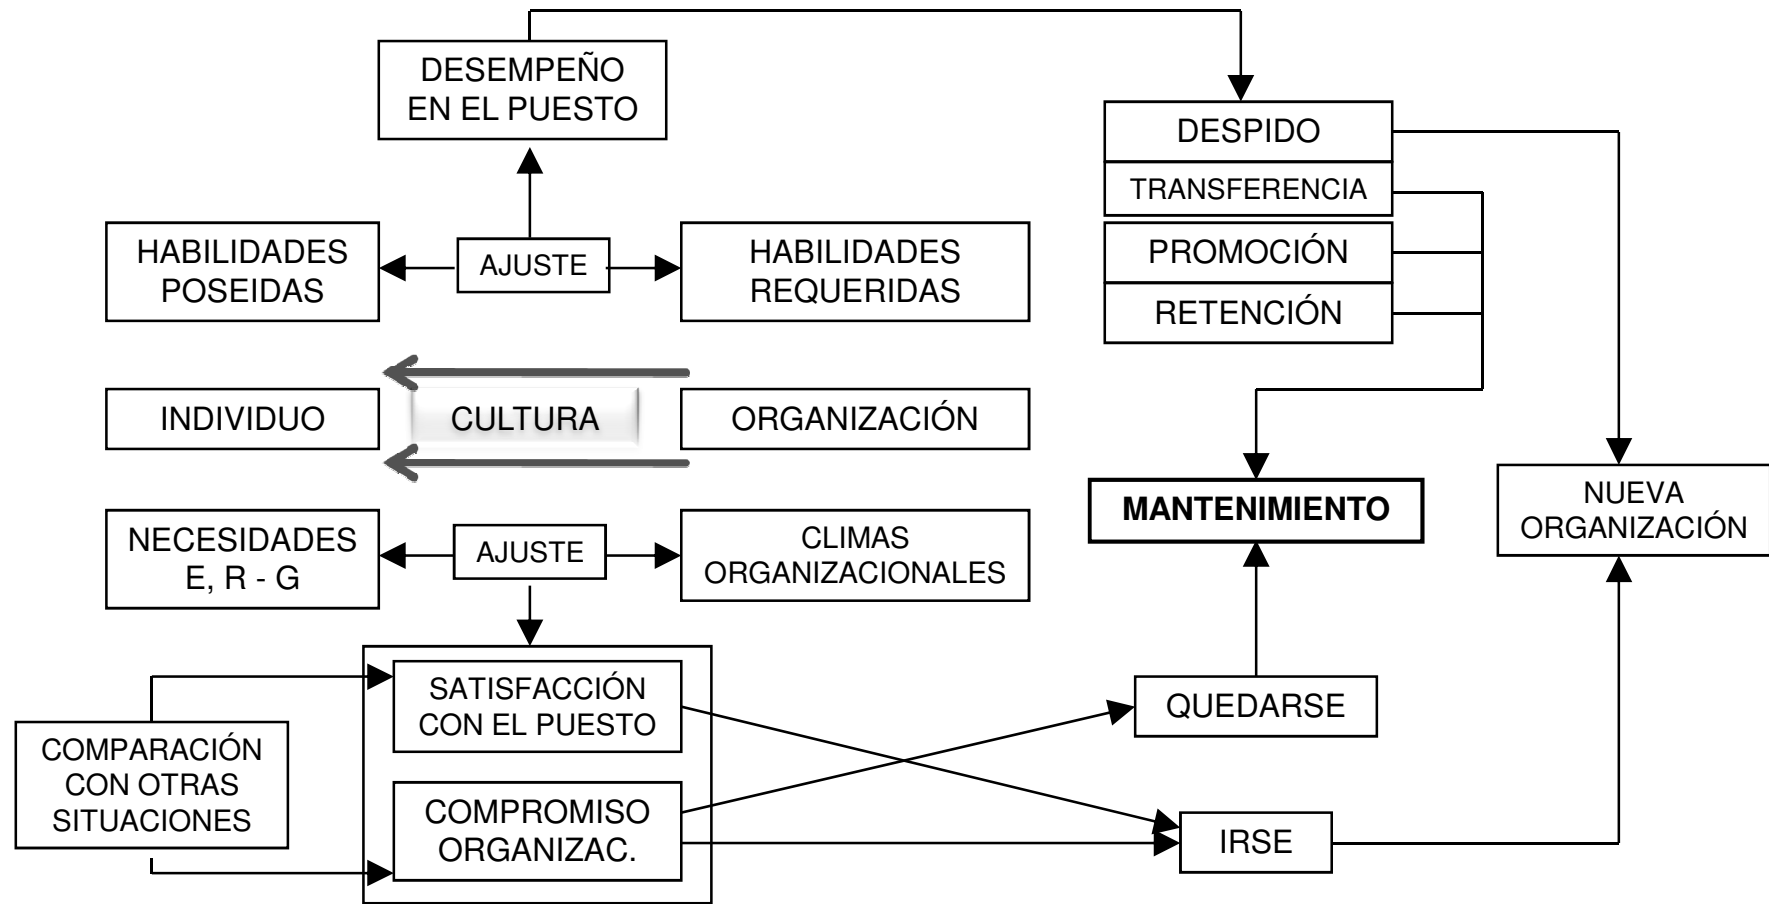 DESEMPEÑO
EN EL PUESTO
DESPIDO
TRANSFERENCIA
PROMOCIÓN
RETENCIÓN
HABILIDADES
POSEIDAS
AJUSTE
HABILIDADES
REQUERIDAS
INDIVIDUO
CULTURA
ORGANIZACIÓN
MANTENIMIENTO
NUEVA
ORGANIZACIÓN
NECESIDADES
E, R - G
AJUSTE
CLIMAS
ORGANIZACIONALES
SATISFACCIÓN
CON EL PUESTO
QUEDARSE
COMPARACIÓN
CON OTRAS
SITUACIONES
COMPROMISO
ORGANIZAC.
IRSE